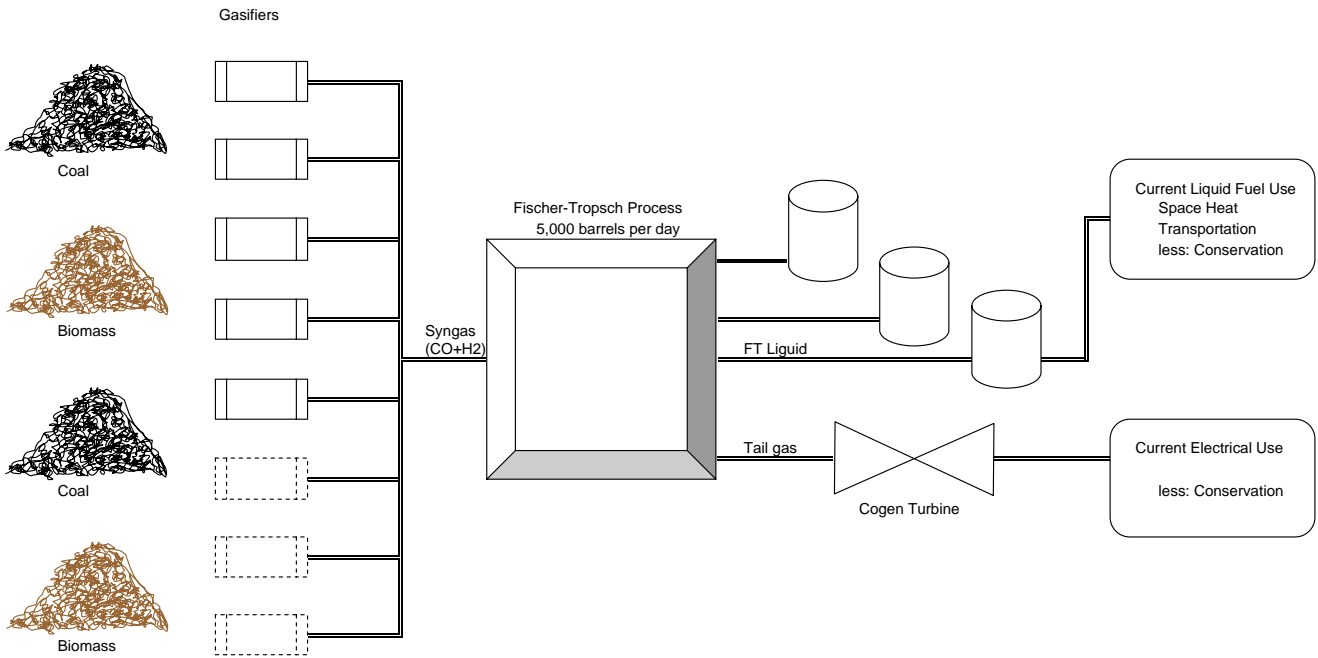 Gasifiers
Coal
Biomass
Coal
Biomass
Syngas
(CO+H2)
Fischer-Tropsch Process
5,000 barrels per day
FT Liguid
Tail gas
Cogen Turbine
Current Liquid Fuel Use
Space Heat
Transportation
less: Conservation
Current Electrical Use
less: Conservation